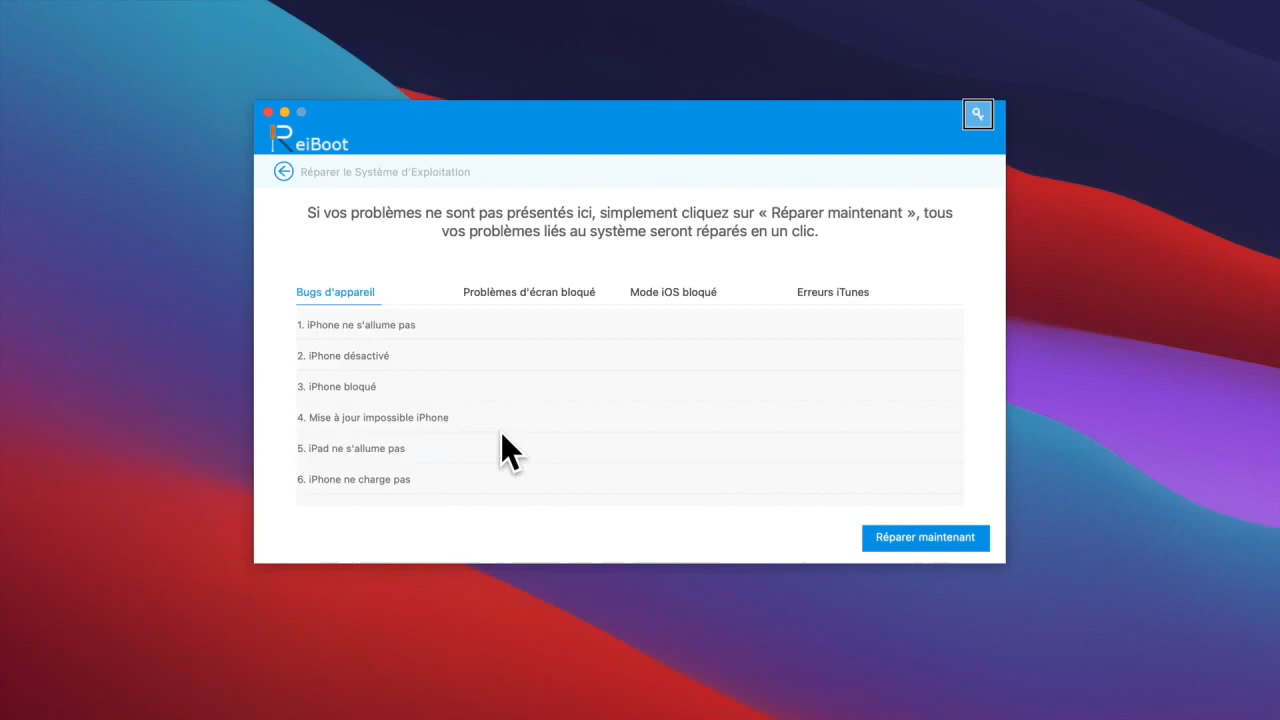 ReiBoot
Réparer le Système d'Exploitation
Si vos problèmes ne sont pas présentés ici, simplement cliquez sur « Réparer maintenant », tous
vos problèmes liés au système seront réparés en un clic.
Bugs d'appareil
Problèmes d'écran bloqué
Mode iOS bloqué
Erreurs iTunes
1. iPhone ne s'allume pas
2. iPhone désactivé
3. iPhone bloqué
4. Mise à jour impossible iPhone
5. iPad ne s'allume pas
6. iPhone ne charge pas
Réparer maintenant